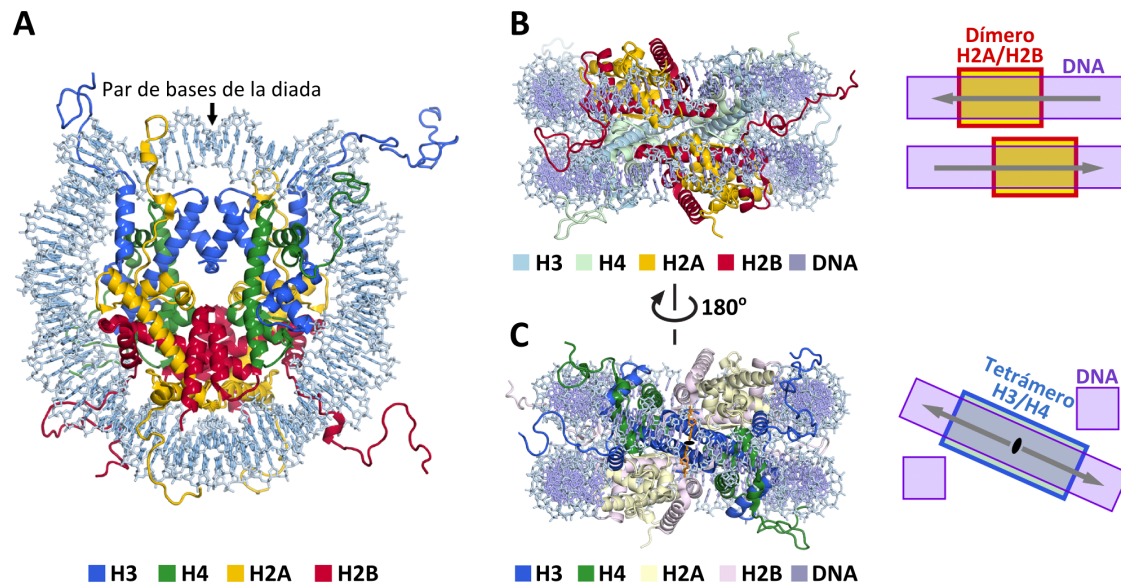 A
Par de bases de la diada
H3 H4 H2A H2B
B
H3 H4 H2A H2B DNA
Dímero
H2A/H2B
DNA
180º
C
H3 H4 H2A H2B DNA
Tetrámero
H3/H4
DNA